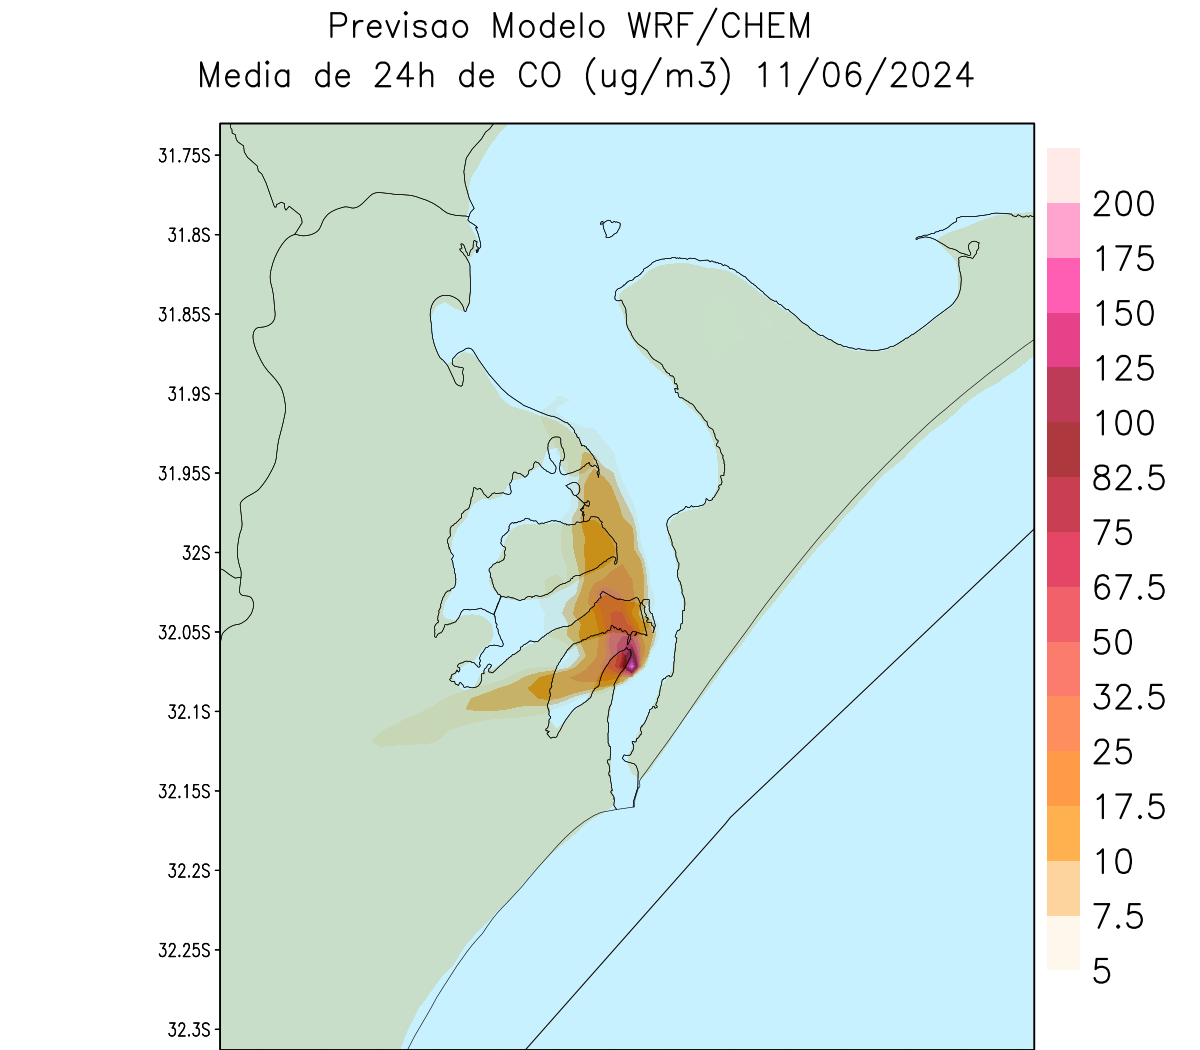 Previsao Modelo WRF/CHEM
Media de 24h de CO (ug/m3) 11/06/2024
31.75S
31.8S
31.85S
31.9S
31.95S
32S
32.05S
32.1S
32.15S
32.2S
32.25S
32.3S
200
175
150
125
100
82.5
75
67.5
50
32.5
25
17.5
10
7.5
5